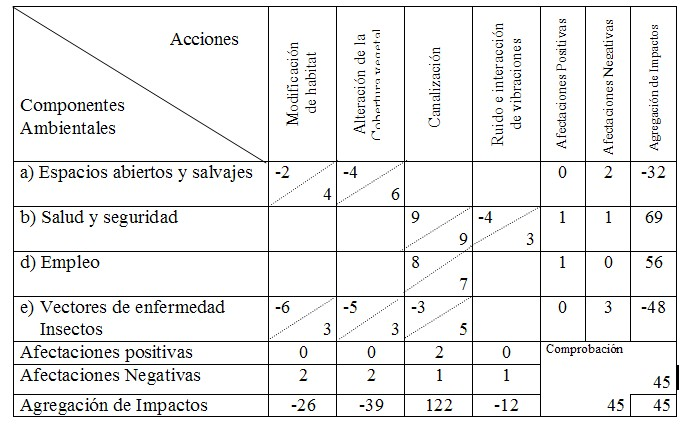 Acciones
Componentes
Ambientales
Modificación
de habitat
Alteración de la
Cobertura vegetal
Canalización
Ruido e interacción
de vibraciones
Afectaciones Positivas
Afectaciones Negativas
Agregación de Impactos
a) Espacios abiertos y salvajes -2 4 -4 6 0 2 -32
b) Salud y seguridad 9 9 -4 3 1 1 69
d) Empleo 8 7 1 0 56
e) Vectores de enfermedad -6 3 -5 3 -3 5 0 3 -48
Insectos
Afectaciones positivas 0 0 2 0 Comprobación
Afectaciones Negativas 2 2 1 1 45
Agregación de Impactos -26 -39 122 -12 45 45